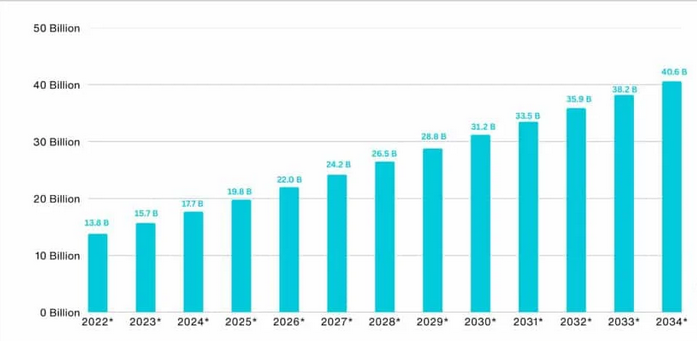 50 Billion
40 Billion
30 Billion
20 Billion
10 Billion
0 Billion
13.8 B
15.7 B
17.7 B
19.8 B
22.0 B
24.2 B
26.5 B
28.8 B
31.2 B
33.5 B
35.9 B
38.2 B
40.6 B
2022* 2023* 2024* 2025* 2026* 2027* 2028* 2029* 2030* 2031* 2032* 2033* 2034*